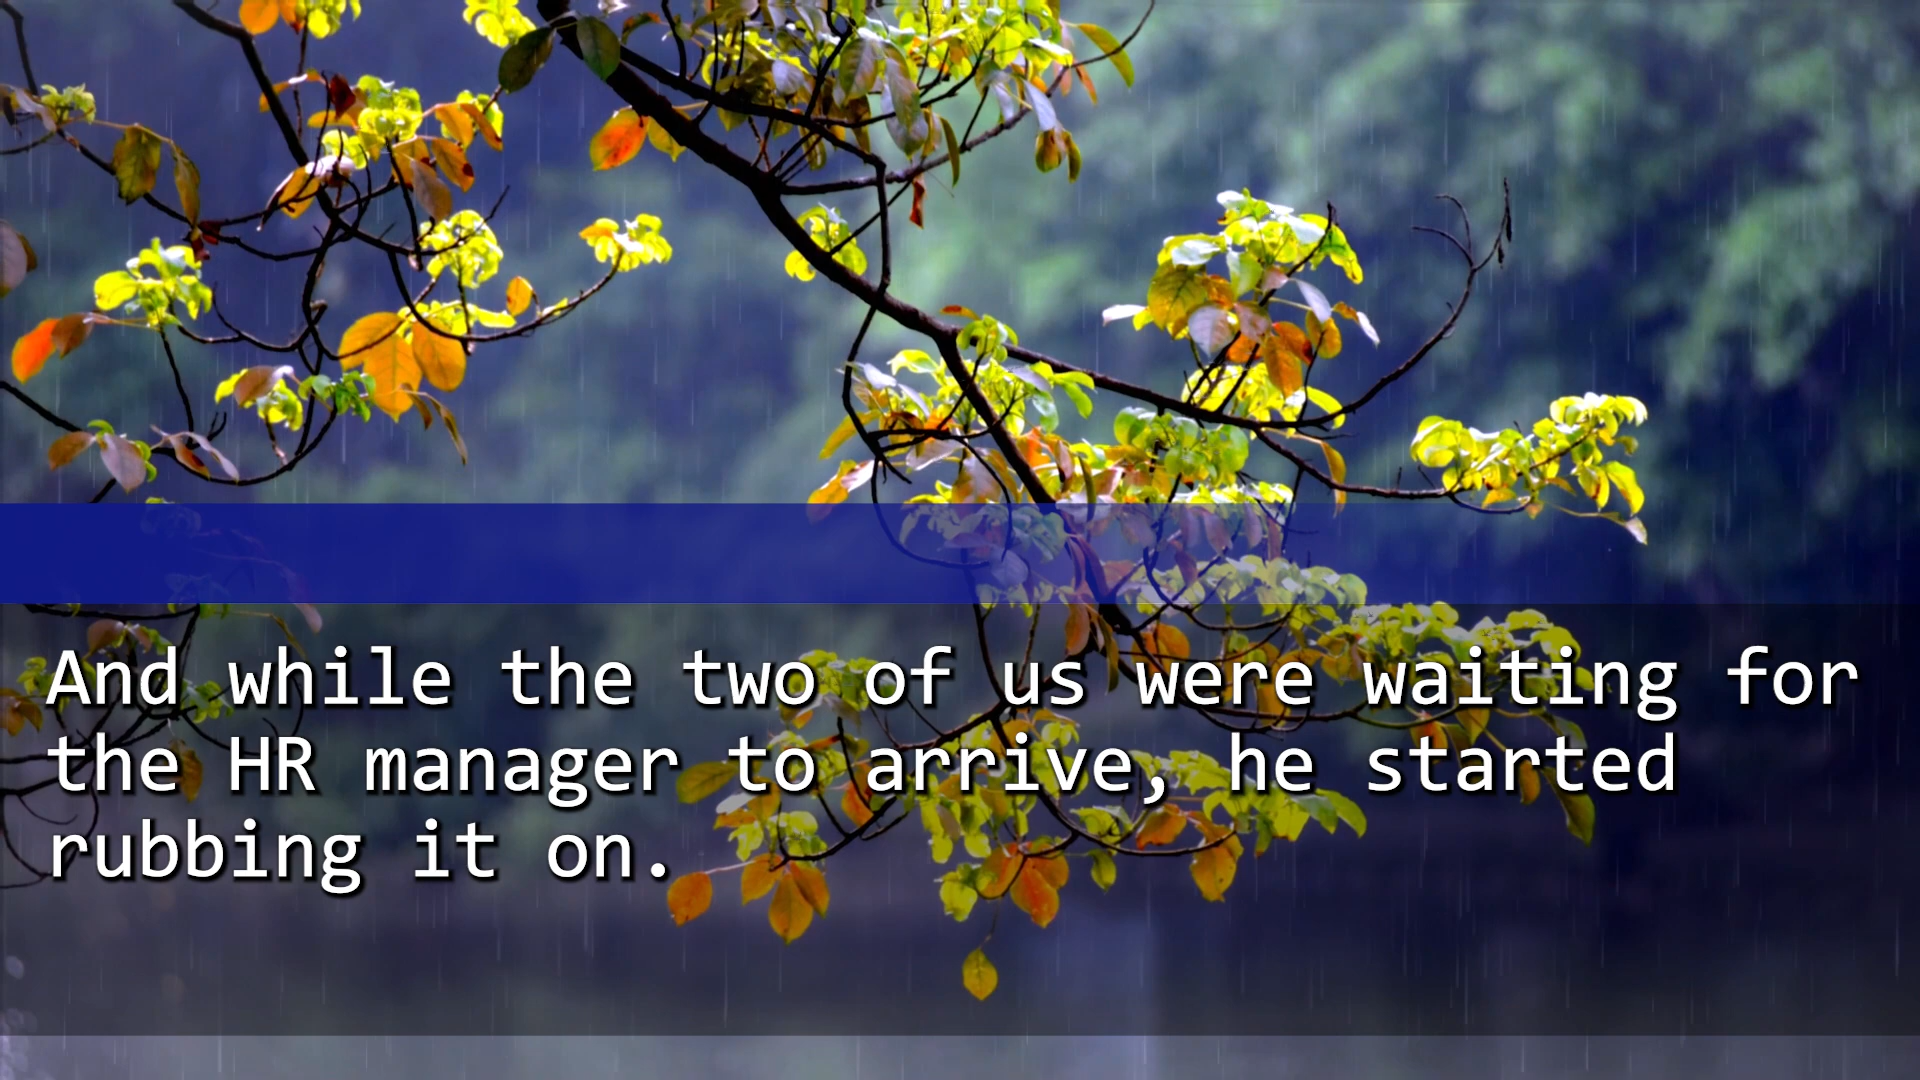 And while the two of us were waiting for
the HR manager to arrive, he started
rubbing it on.